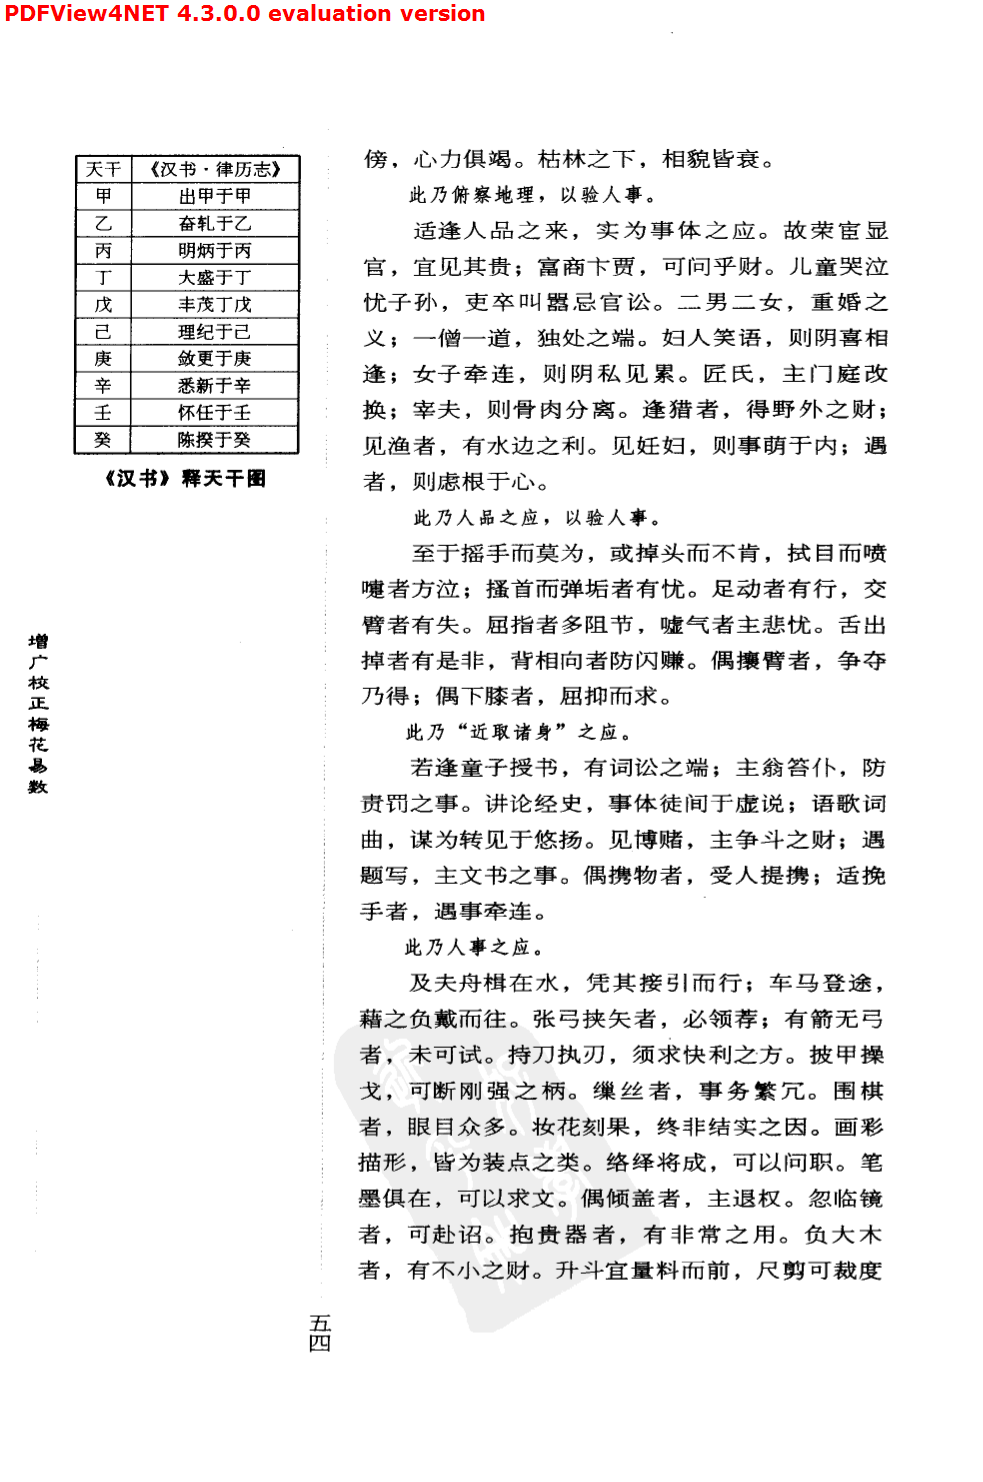 PDFView4NET 4.3.0.0 evaluation version
天干 《汉书·律历志》
甲 出甲于甲
乙 奋轧于乙
丙 明炳于丙
丁 大盛于丁
戊 丰茂丁戊
己 理纪于己
庚 敛更于庚
辛 悉新于辛
壬 怀任于壬
癸 陈揆于癸
《汉书》释天干图
增广校正梅花易数
傍，心力俱竭。枯林之下，相貌皆衰。
此乃俯察地理，以验人事。
适逢人品之来，实为事体之应。故荣宦显
官，宜见其贵；富商卞贾，可问乎财。儿童哭泣
忧子孙，吏卒叫嚣忌官讼。二男二女，重婚之
义；一僧一道，独处之端。妇人笑语，则阴喜相
逢；女子牵连，则阴私见累。匠氏，主门庭改
换；宰夫，则骨肉分离。逢猎者，得野外之财；
见渔者，有水边之利。见妊妇，则事萌于内；遇
者，则虑根于心。
此乃人品之应，以验人事。
至于摇手而莫为，或掉头而不肯，拭目而喷
嚏者方泣；搔首而弹垢者有忧。足动者有行，交
臂者有失。屈指者多阻节，嘘气者主悲忧。舌出
掉者有是非，背相向者防闪赚。偶攘臂者，争夺
乃得；偶下膝者，屈抑而求。
此乃“近取诸身”之应。
若逢童子授书，有词讼之端；主翁笞仆，防
责罚之事。讲论经史，事体徒间于虚说；语歌词
曲，谋为转见于悠扬。见博赌，主争斗之财；遇
题写，主文书之事。偶携物者，受人提携；适挽
手者，遇事牵连。
此乃人事之应。
及夫舟楫在水，凭其接引而行；车马登途，
藉之负戴而往。张弓挟矢者，必领荐；有箭无弓
者，未可试。持刀执刃，须求快利之方。披甲操
戈，可断刚强之柄。缫丝者，事务繁冗。围棋
者，眼目众多。妆花刻果，终非结实之因。画彩
描形，皆为装点之类。络绎将成，可以问职。笔
墨俱在，可以求文。偶倾盖者，主退权。忽临镜
者，可赴诏。抱贵器者，有非常之用。负大木
者，有不小之财。升斗宜量料而前，尺剪可裁度
五四